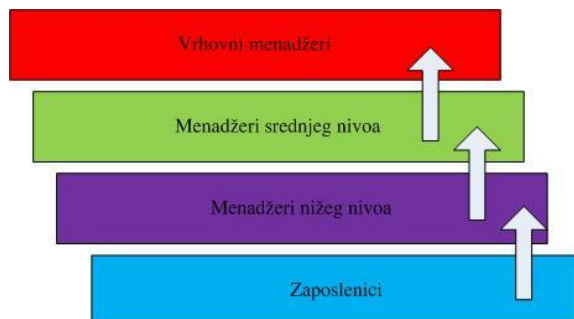 Vrhovni menadžeri
Menadžeri srednjeg nivoa
Menadžeri nižeg nivoa
Zaposlenici